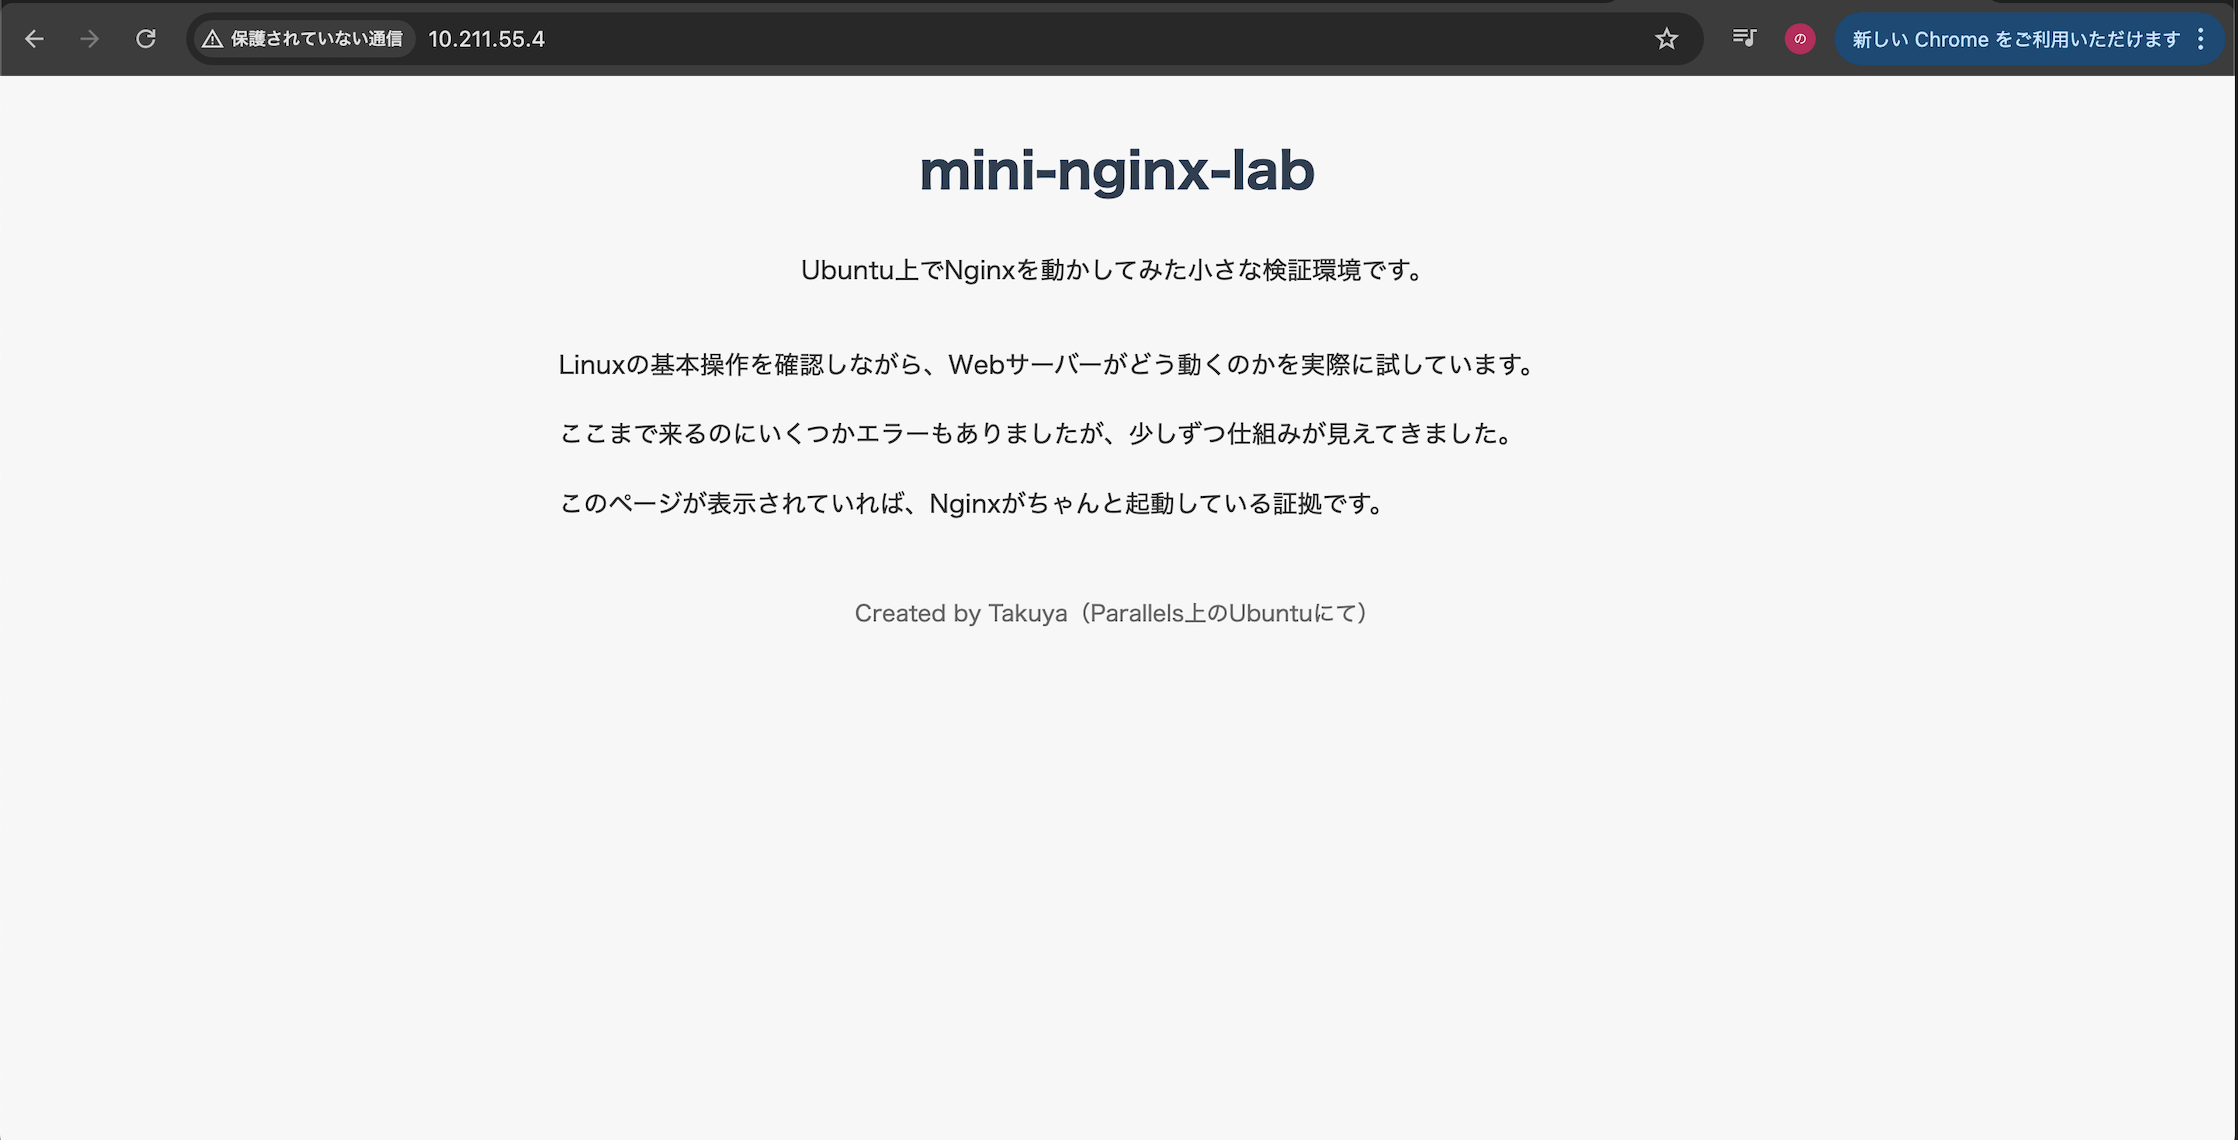 保護されていない通信 10.211.55.4 の 新しい Chrome をご利用いただけます
mini-nginx-lab
Ubuntu上でNginxを動かしてみた小さな検証環境です。
Linuxの基本操作を確認しながら、Webサーバーがどう動くのかを実際に試しています。
ここまで来るのにいくつかエラーもありましたが、少しずつ仕組みが見えてきました。
このページが表示されていれば、Nginxがちゃんと起動している証拠です。
Created by Takuya（Parallels上のUbuntuにて）